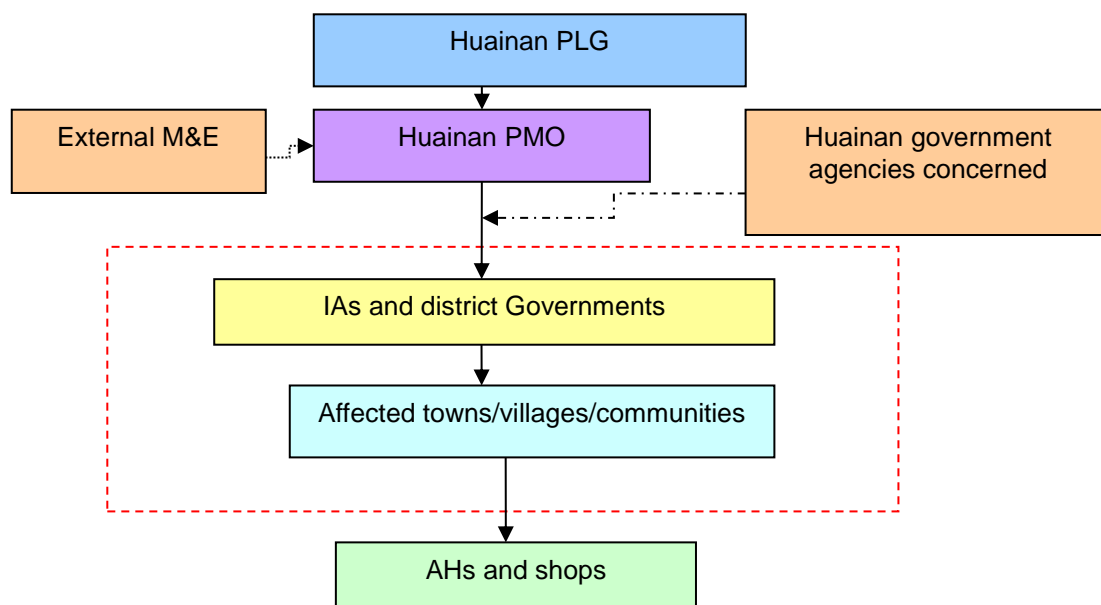 Huainan PLG
External M&E
Huainan PMO
Huainan government
agencies concerned
IAs and district Governments
Affected towns/villages/communities
AHs and shops